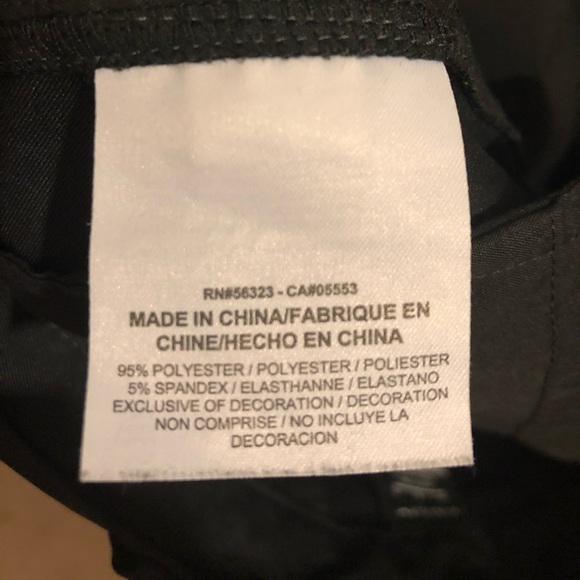 RN#56323 - CA#05553
MADE IN CHINA/FABRIQUE EN
CHINE/HECHO EN CHINA
95% POLYESTER / POLYESTER / POLIESTER
5% SPANDEX / ELASTHANNE / ELASTANO
EXCLUSIVE OF DECORATION / DECORATION
NON COMPRISE / NO INCLUYE LA
DECORACION